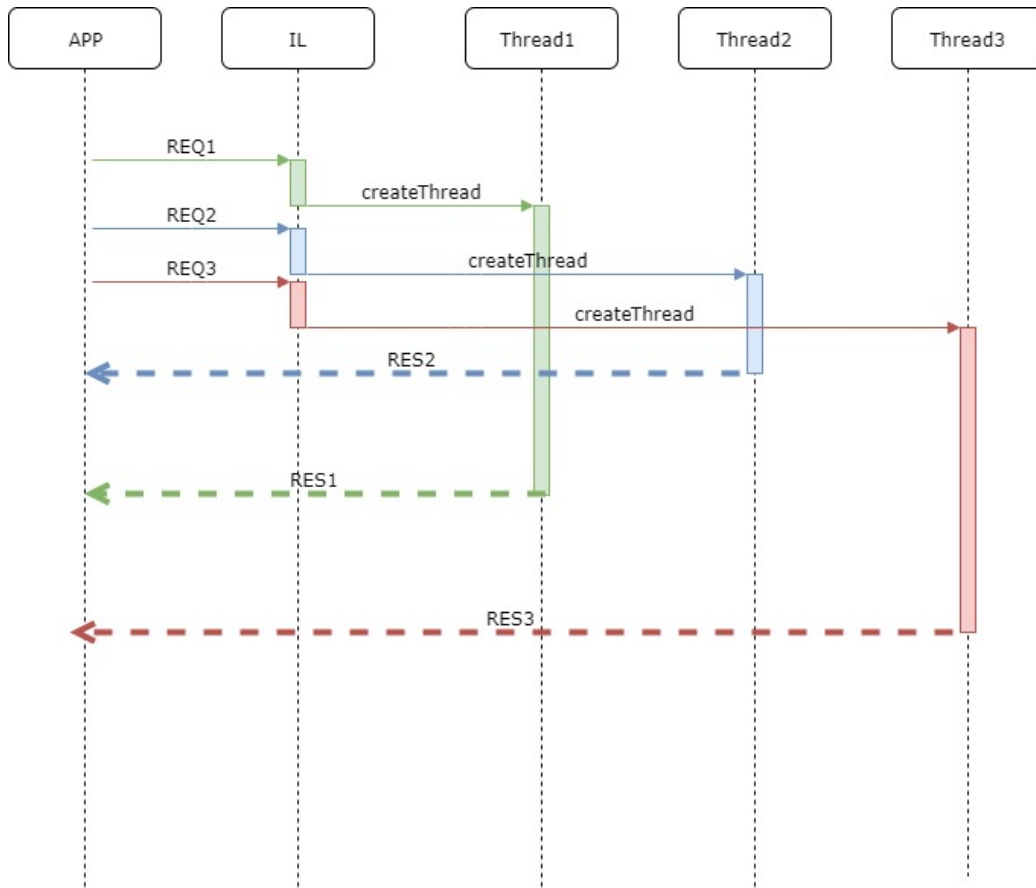 APP
IL
Thread1
Thread2
Thread3
REQ1
createThread
REQ2
createThread
REQ3
createThread
RES2
RES1
RES3